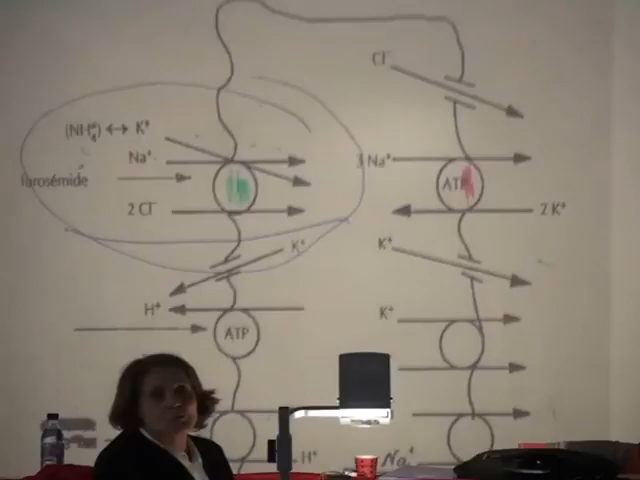 Cl⁻
(NH₄⁺) ↔ K⁺
Na⁺
3 Na⁺
furosémide
ATP
2 Cl⁻
2 K⁺
K⁺
K⁺
H⁺
K⁺
ATP
H⁺
Na⁺